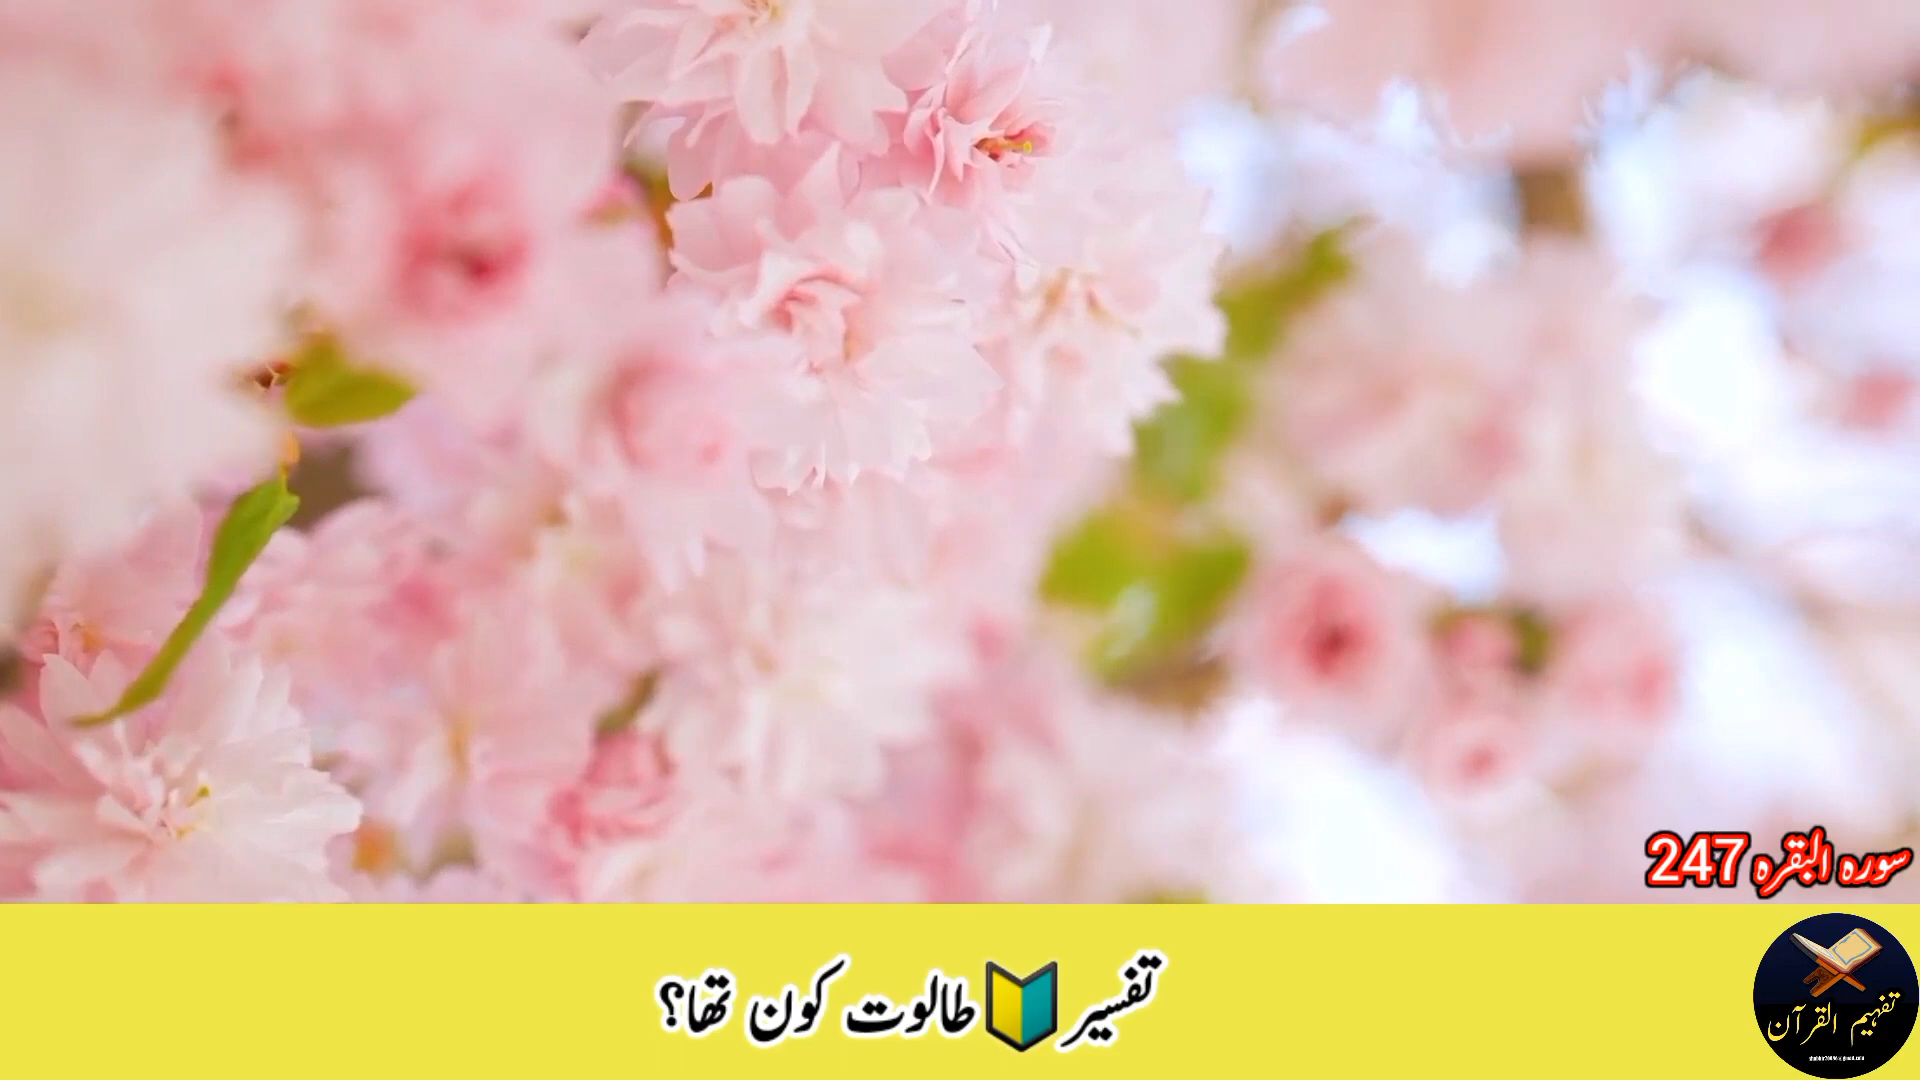 سورہ البقرہ 247
تفسیر🔰طالوت کون تھا؟
تفہیم القرآن